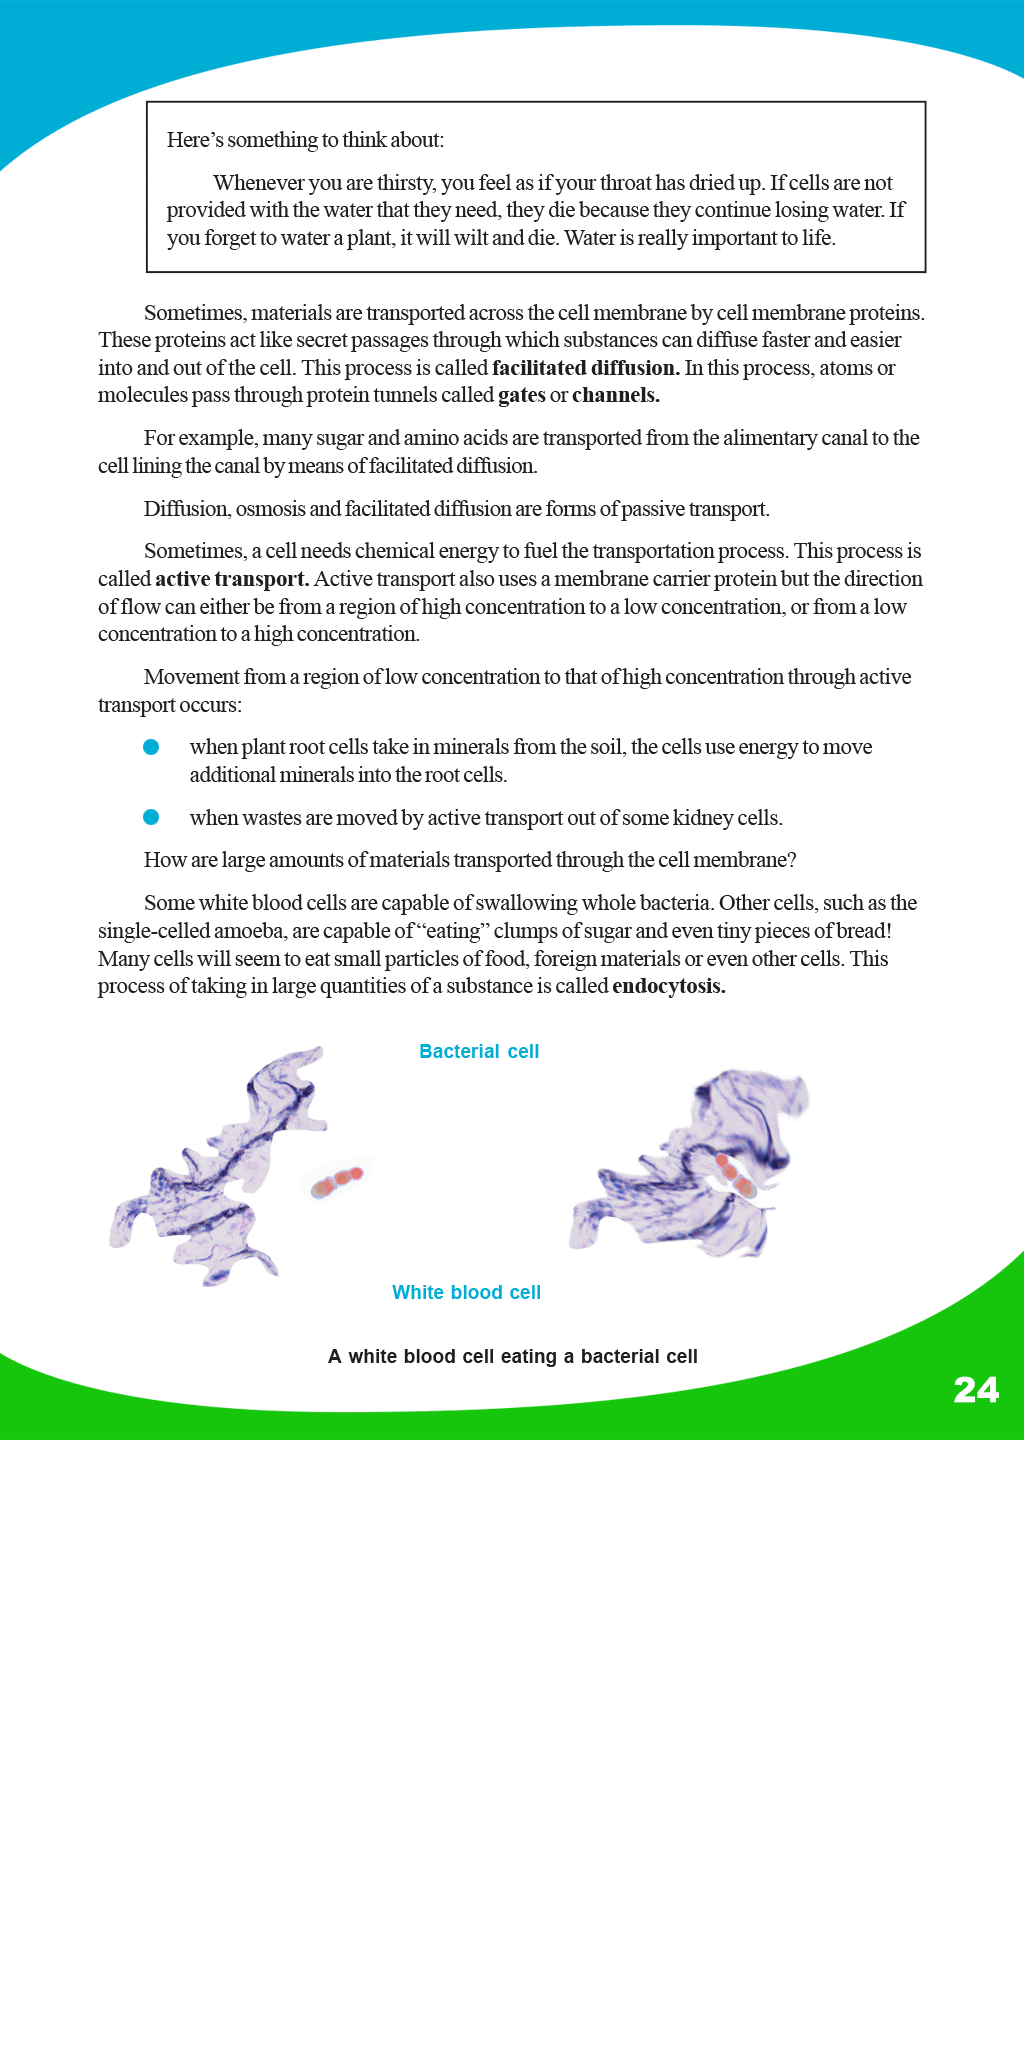 Here’s something to think about:
Whenever you are thirsty, you feel as if your throat has dried up. If cells are not
provided with the water that they need, they die because they continue losing water. If
you forget to water a plant, it will wilt and die. Water is really important to life.
Sometimes, materials are transported across the cell membrane by cell membrane proteins.
These proteins act like secret passages through which substances can diffuse faster and easier
into and out of the cell. This process is called facilitated diffusion. In this process, atoms or
molecules pass through protein tunnels called gates or channels.
For example, many sugar and amino acids are transported from the alimentary canal to the
cell lining the canal by means of facilitated diffusion.
Diffusion, osmosis and facilitated diffusion are forms of passive transport.
Sometimes, a cell needs chemical energy to fuel the transportation process. This process is
called active transport. Active transport also uses a membrane carrier protein but the direction
of flow can either be from a region of high concentration to a low concentration, or from a low
concentration to a high concentration.
Movement from a region of low concentration to that of high concentration through active
transport occurs:
● when plant root cells take in minerals from the soil, the cells use energy to move
additional minerals into the root cells.
● when wastes are moved by active transport out of some kidney cells.
How are large amounts of materials transported through the cell membrane?
Some white blood cells are capable of swallowing whole bacteria. Other cells, such as the
single-celled amoeba, are capable of “eating” clumps of sugar and even tiny pieces of bread!
Many cells will seem to eat small particles of food, foreign materials or even other cells. This
process of taking in large quantities of a substance is called endocytosis.
Bacterial cell
White blood cell
A white blood cell eating a bacterial cell
24